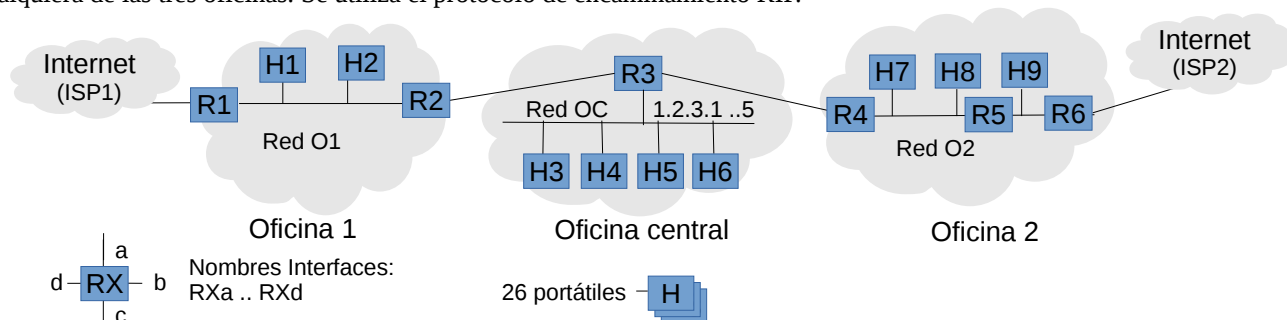 alquiera de las tres oficinas. Se utiliza el protocolo de encaminamiento RIP.
Internet
(ISP1)
H1
H2
R1
R2
Red O1
Oficina 1
R3
Red OC
1.2.3.1 ..5
H3
H4
H5
H6
Oficina central
Internet
(ISP2)
H7
H8
H9
R4
R5
R6
Red O2
Oficina 2
a
d
RX
b
c
Nombres Interfaces:
RXa .. RXd
26 portátiles
H